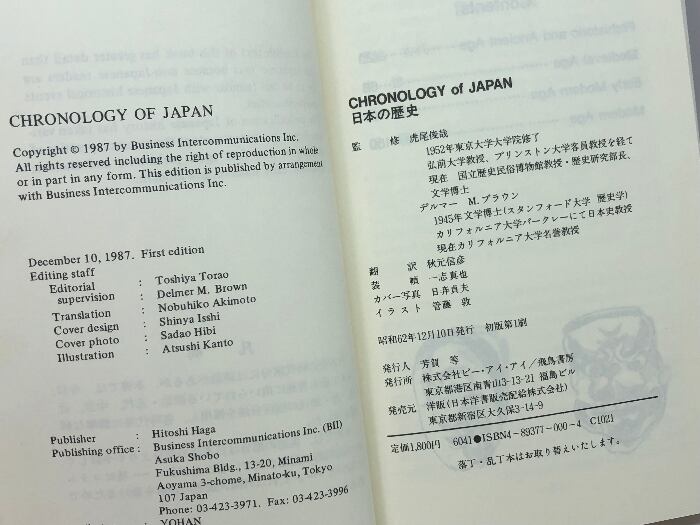 CHRONOLOGY OF JAPAN
Copyright © 1987 by Business Intercommunications Inc.
All rights reserved including the right of reproduction in whole
or in part in any form. This edition is published by arrangement
with Business Intercommunications Inc.
December 10, 1987. First edition
Editing staff
Editorial supervision : Toshiya Torao
: Delmer M. Brown
Translation : Nobuhiko Akimoto
Cover design : Shinya Isshi
Cover photo : Sadao Hibi
Illustration : Atsushi Kanto
Publisher : Hitoshi Haga
Publishing office : Business Intercommunications Inc. (BII)
Asuka Shobo
Fukushima Bldg., 13-20, Minami
Aoyama 3-chome, Minato-ku, Tokyo
107 Japan
Phone: 03-423-3971. Fax: 03-423-3996
YOHAN
CHRONOLOGY of JAPAN
日本の歴史
監 修 虎尾俊哉
1952年東京大学大学院修了
弘前大学教授、プリンストン大学客員教授を経て
現在 国立歴史民俗博物館教授・歴史研究部長、
文学博士
デルマー M.ブラウン
1945年文学博士(スタンフォード大学 歴史学)
カリフォルニア大学バークレーにて日本史教授
現在カリフォルニア大学名誉教授
翻 訳 秋元信彦
装 幀 一志真也
カバー写真 日井貞夫
イラスト 菅藤 敦
昭和62年12月10日発行 初版第1刷
発行人 芳賀 等
発行所 株式会社ビー・アイ・アイ/飛鳥書房
東京都港区南青山3-13-21 福島ビル
発売元 洋販(日本洋書販売配給株式会社)
東京都新宿区大久保3-14-9
定価1,800円 6041●ISBN4-89377-000-4 C1021
落丁・乱丁本はお取り替えいたします。